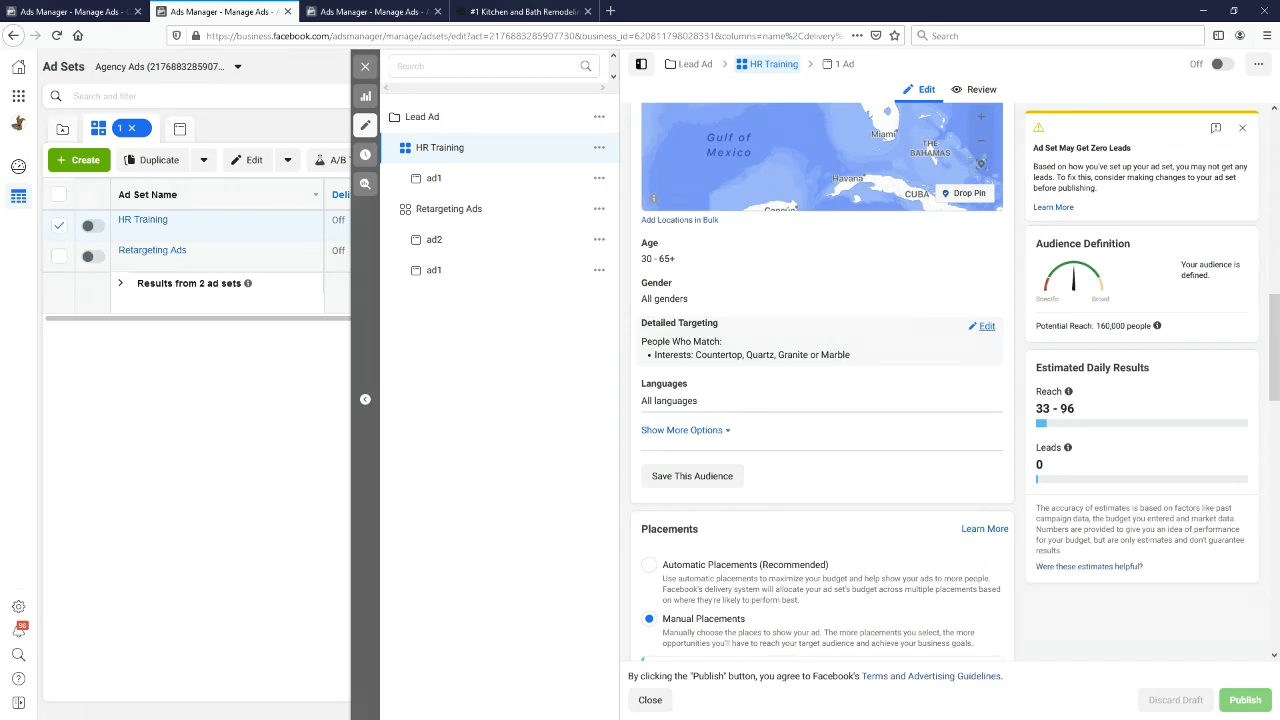 Ads Manager - Manage Ads - A
Ads Manager - Manage Ads - A
Ads Manager - Manage Ads - A
#1 Kitchen and Bath Remodelin
https://business.facebook.com/adsmanager/manage/adsets/edit?act=2176883285907730&business_id=620811798028331&columns=name%2Cdelivery%
Search
Ad Sets
Agency Ads (2176883285907...
Search and filter
1
Create
Duplicate
Edit
A/B T
Ad Set Name
Deli
HR Training
Off
Retargeting Ads
Off
Results from 2 ad sets
98
Search
Lead Ad
HR Training
ad1
Retargeting Ads
ad2
ad1
Lead Ad
HR Training
1 Ad
Off
Edit
Review
Gulf of
Mexico
Miami
THE
BAHAMAS
Havana
CUBA
Cancún
Drop Pin
Add Locations in Bulk
Age
30 - 65+
Gender
All genders
Detailed Targeting
Edit
People Who Match:
• Interests: Countertop, Quartz, Granite or Marble
Languages
All languages
Show More Options
Save This Audience
Placements
Learn More
Automatic Placements (Recommended)
Use automatic placements to maximize your budget and help show your ads to more people.
Facebook's delivery system will allocate your ad set's budget across multiple placements based
on where they're likely to perform best.
Manual Placements
Manually choose the places to show your ad. The more placements you select, the more
opportunities you'll have to reach your target audience and achieve your business goals.
Ad Set May Get Zero Leads
Based on how you've set up your ad set, you may not get any
leads. To fix this, consider making changes to your ad set
before publishing.
Learn More
Audience Definition
Your audience is
defined.
Specific
Broad
Potential Reach: 160,000 people
Estimated Daily Results
Reach
33 - 96
Leads
0
The accuracy of estimates is based on factors like past
campaign data, the budget you entered and market data.
Numbers are provided to give you an idea of performance
for your budget, but are only estimates and don't guarantee
results.
Were these estimates helpful?
By clicking the "Publish" button, you agree to Facebook's Terms and Advertising Guidelines.
Close
Discard Draft
Publish